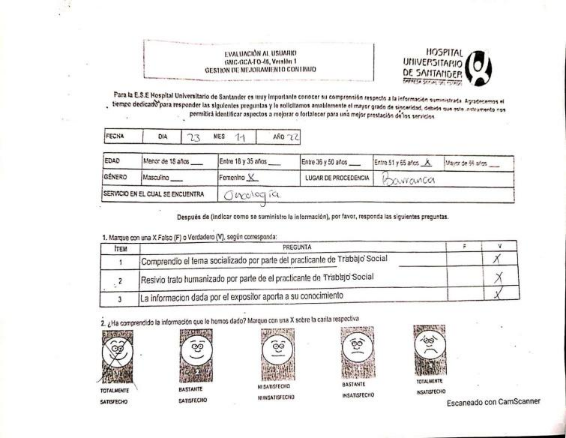 EVALUACIÓN AL USUARIO
GMC-GCA-FO-46, Versión 1
GESTION DE MEJORAMIENTO CONTINUO
HOSPITAL
UNIVERSITARIO
DE SANTANDER
EMPRESA SOCIAL DEL ESTADO
Para la E.S.E Hospital Universitario de Santander es muy importante conocer su comprensión respecto a la información suministrada. Agradecemos el
tiempo dedicado para responder las siguientes preguntas y le solicitamos amablemente el mayor grado de sinceridad, debido que este instrumento nos
permitirá identificar aspectos a mejorar o fortalecer para una mejor prestación de los servicios.
FECHA DIA 23 MES 11 AÑO 22
EDAD Menor de 18 años ___ Entre 18 y 35 años ___ Entre 36 y 50 años ___ Entre 51 y 65 años X Mayor de años ___
GÉNERO Masculino ___ Femenino X LUGAR DE PROCEDENCIA Barranca
SERVICIO EN EL CUAL SE ENCUENTRA Oncología
Después de (indicar como se suministro la información), por favor, responda las siguientes preguntas.
1. Marque con una X Falso (F) o Verdadero (V), según corresponda:
ÍTEM PREGUNTA F V
1 Comprendio el tema socializado por parte del practicante de Trabajo Social X
2 Resivio trato humanizado por parte de el practicante de Trabajo Social X
3 La informacion dada por el expositor aporta a su conocimiento X
2. ¿Ha comprendido la información que le hemos dado? Marque con una X sobre la carita respectiva
TOTALMENTE BASTANTE NI SATISFECHO BASTANTE TOTALMENTE
SATISFECHO SATISFECHO NI INSATISFECHO INSATISFECHO INSATISFECHO
Escaneado con CamScanner